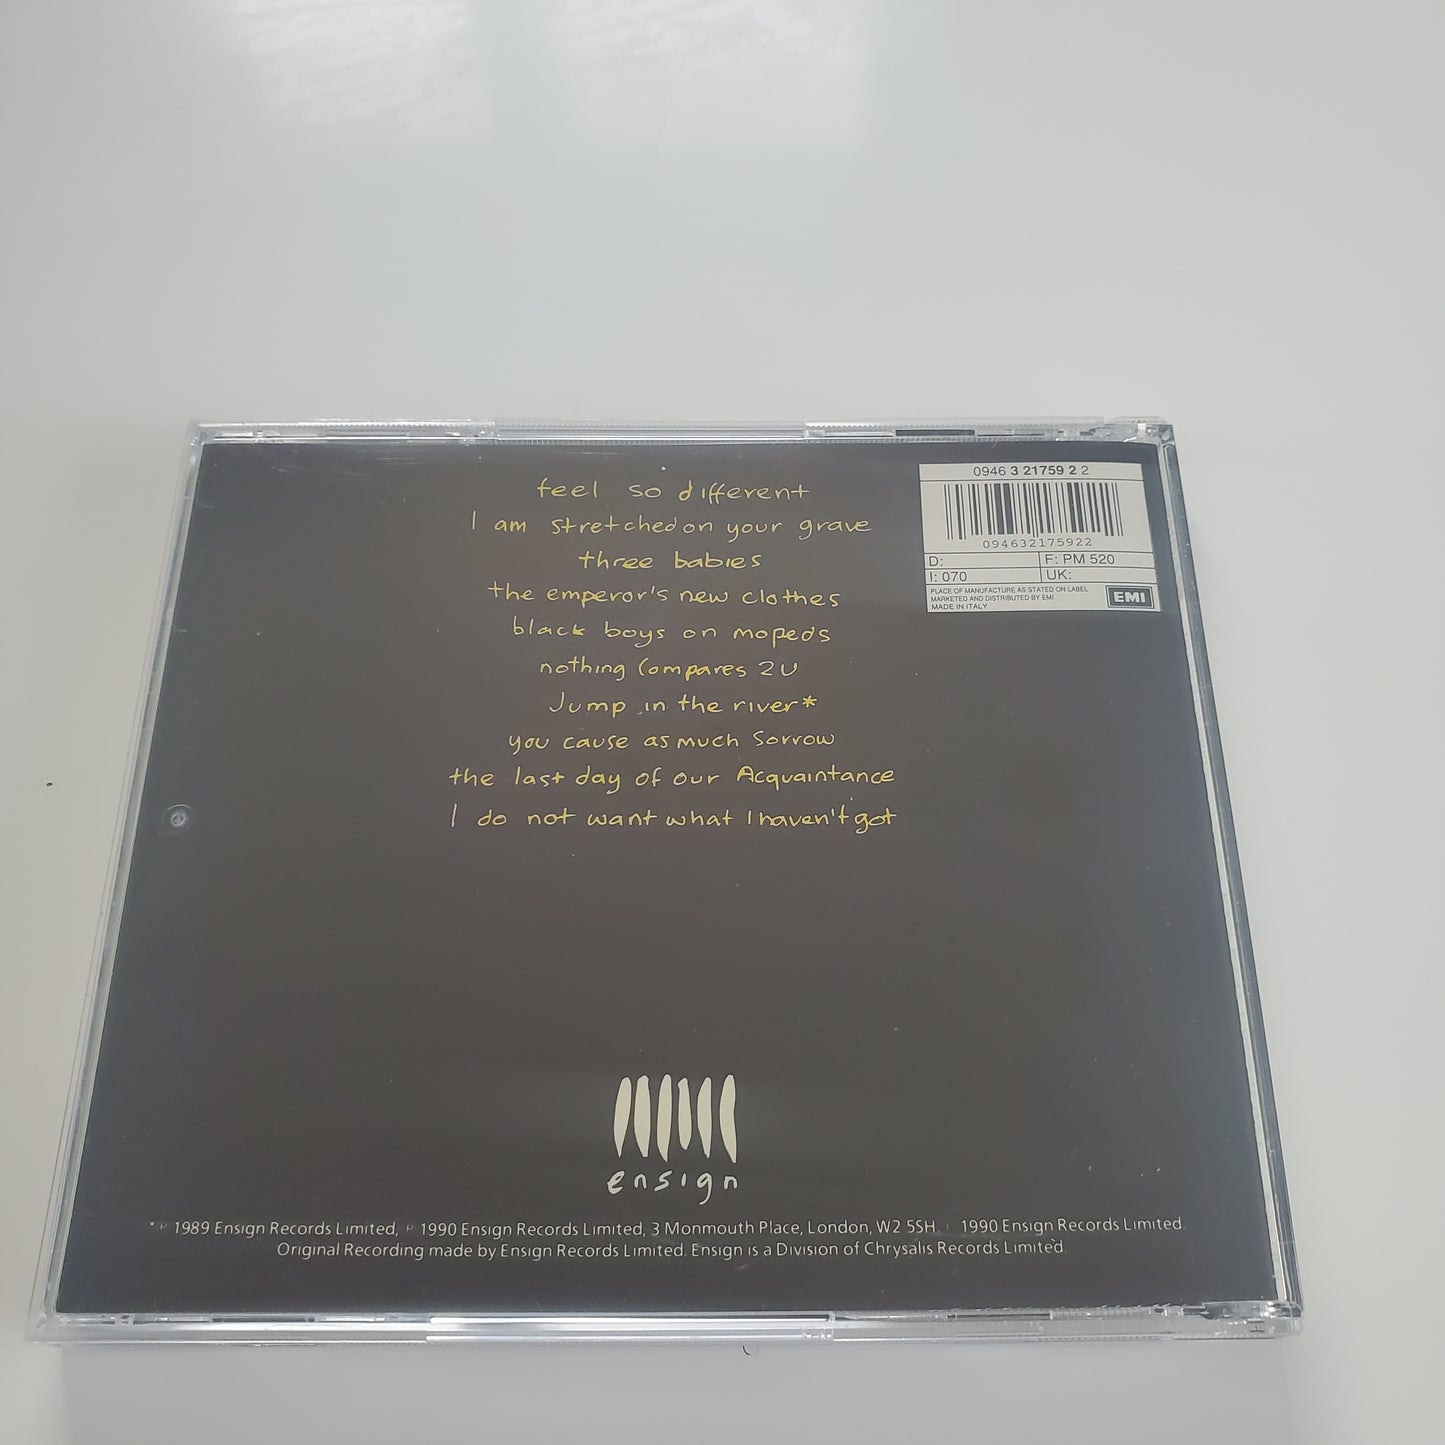 feel so different
I am stretched on your grave
three babies
the emperor's new clothes
black boys on mopeds
nothing Compares 2U
Jump in the river*
you cause as much Sorrow
the last day of our Acquaintance
I do not want what I haven't got
0946 3 21759 2 2
094632175922
D: F: PM 520
I: 070 UK:
PLACE OF MANUFACTURE AS STATED ON LABEL
MARKETED AND DISTRIBUTED BY EMI
MADE IN ITALY
EMI
ensign
* P 1989 Ensign Records Limited, P 1990 Ensign Records Limited, 3 Monmouth Place, London, W2 5SH. 1990 Ensign Records Limited.
Original Recording made by Ensign Records Limited. Ensign is a Division of Chrysalis Records Limited.